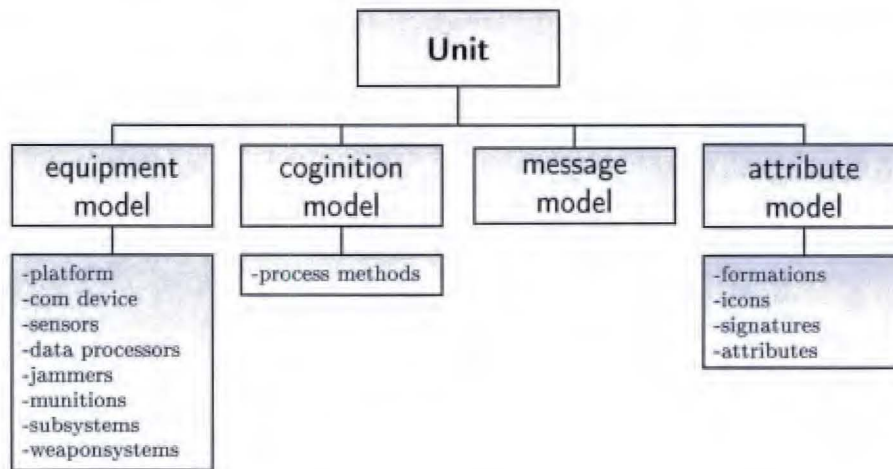 Unit
equipment
model
coginition
model
message
model
attribute
model
-platform
-com device
-sensors
-data processors
-jammers
-munitions
-subsystems
-weaponsystems
-process methods
-formations
-icons
-signatures
-attributes